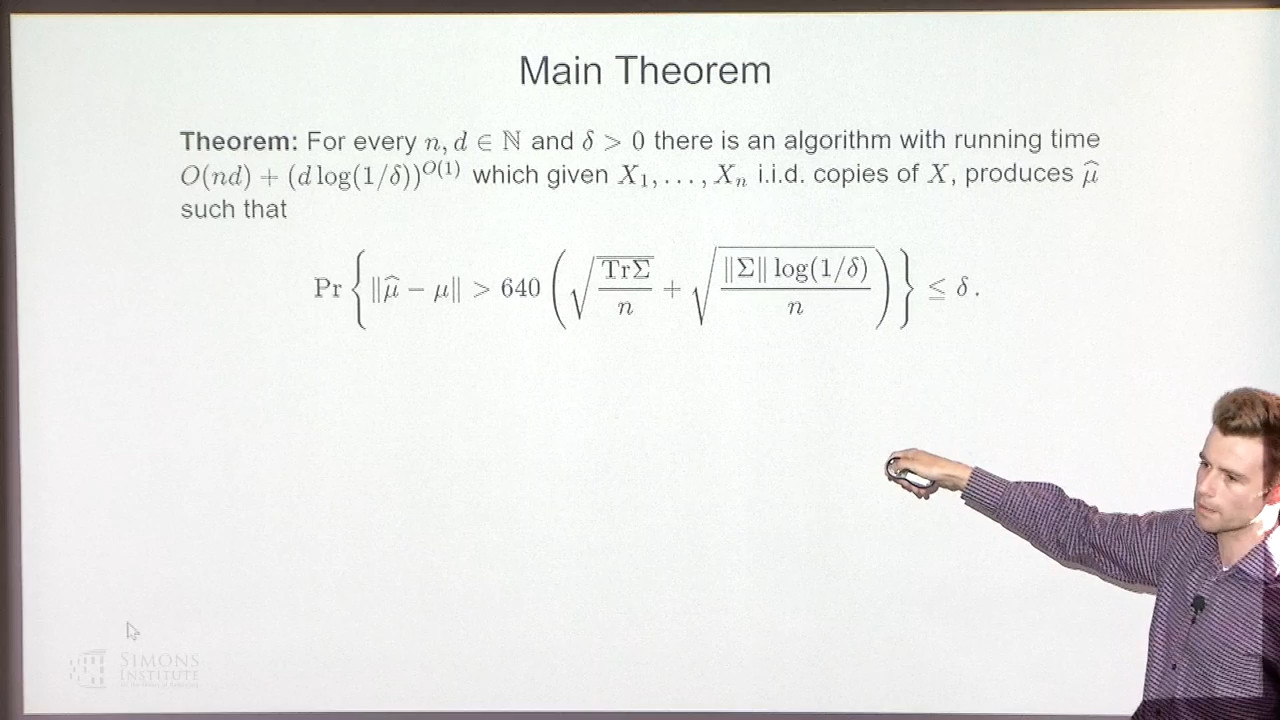 Main Theorem
Theorem: For every n, d ∈ ℕ and δ > 0 there is an algorithm with running time
O(nd) + (d log(1/δ))^{O(1)} which given X₁, …, Xₙ i.i.d. copies of X, produces μ̂
such that
Pr { ‖μ̂ − μ‖ > 640 ( √(TrΣ / n) + √(‖Σ‖ log(1/δ) / n) ) } ≦ δ .
SIMONS
INSTITUTE